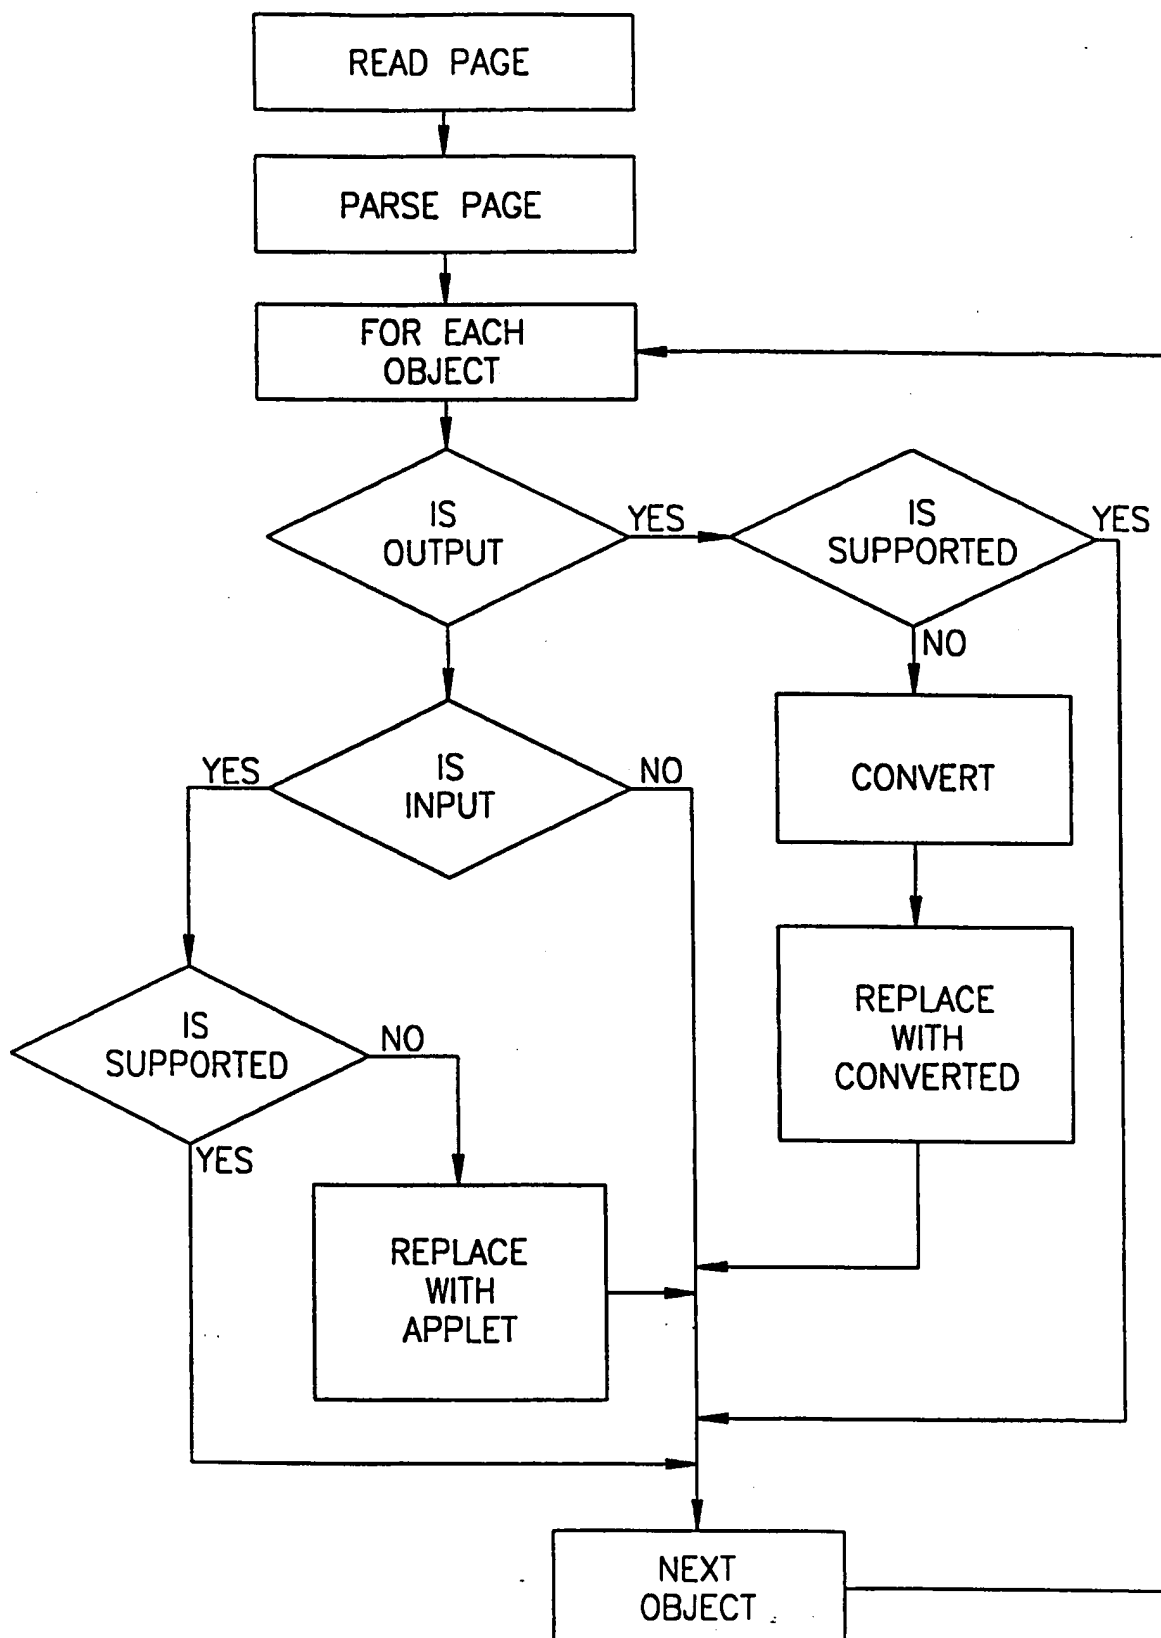 READ PAGE
PARSE PAGE
FOR EACH
OBJECT
IS
OUTPUT
YES
IS
SUPPORTED
YES
NO
IS
INPUT
YES
NO
CONVERT
REPLACE
WITH
CONVERTED
IS
SUPPORTED
NO
YES
REPLACE
WITH
APPLET
NEXT
OBJECT